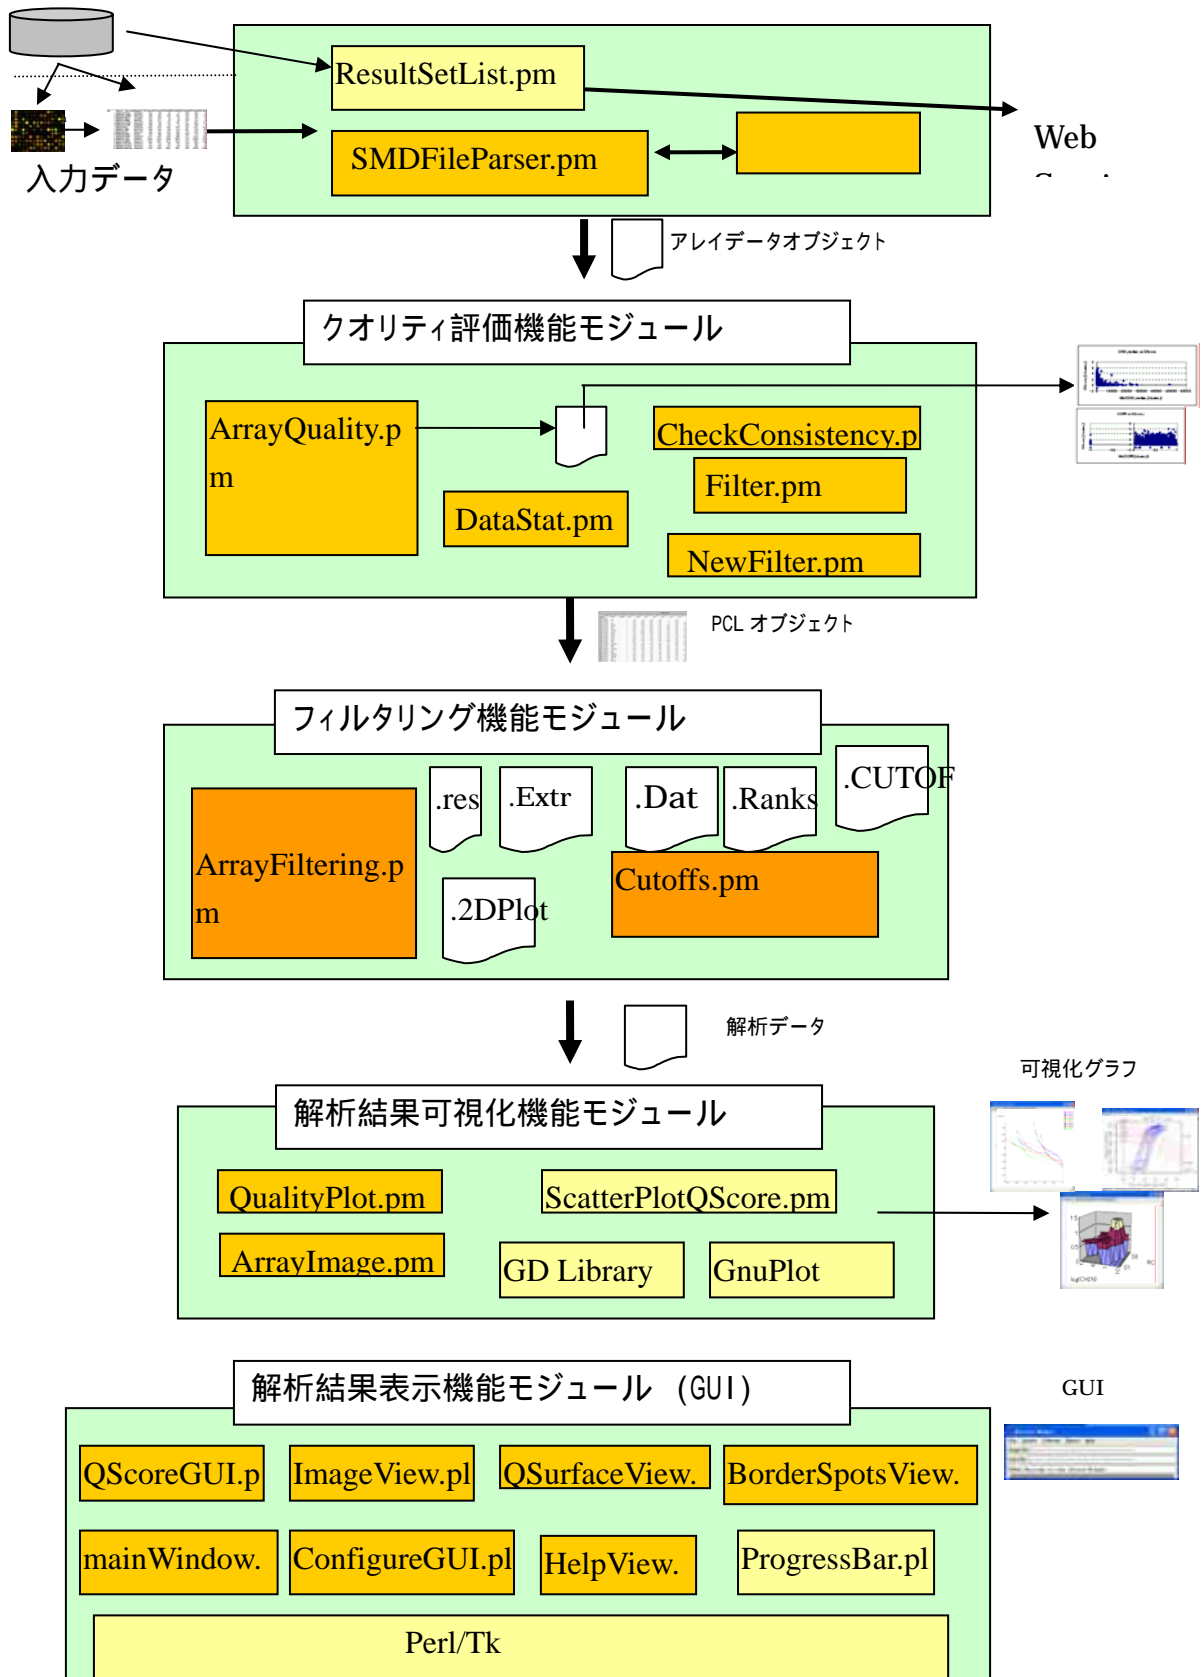 ResultSetList.pm
Web
SMDFileParser.pm
入力データ
アレイデータオブジェクト
クオリティ評価機能モジュール
ArrayQuality.p
m
CheckConsistency.p
Filter.pm
DataStat.pm
NewFilter.pm
PCL オブジェクト
フィルタリング機能モジュール
.res
.Extr
.Dat
.Ranks
.CUTOF
ArrayFiltering.p
m
Cutoffs.pm
.2DPlot
解析データ
可視化グラフ
解析結果可視化機能モジュール
QualityPlot.pm
ScatterPlotQScore.pm
ArrayImage.pm
GD Library
GnuPlot
解析結果表示機能モジュール (GUI)
GUI
QScoreGUI.p
ImageView.pl
QSurfaceView.
BorderSpotsView.
mainWindow.
ConfigureGUI.pl
HelpView.
ProgressBar.pl
Perl/Tk